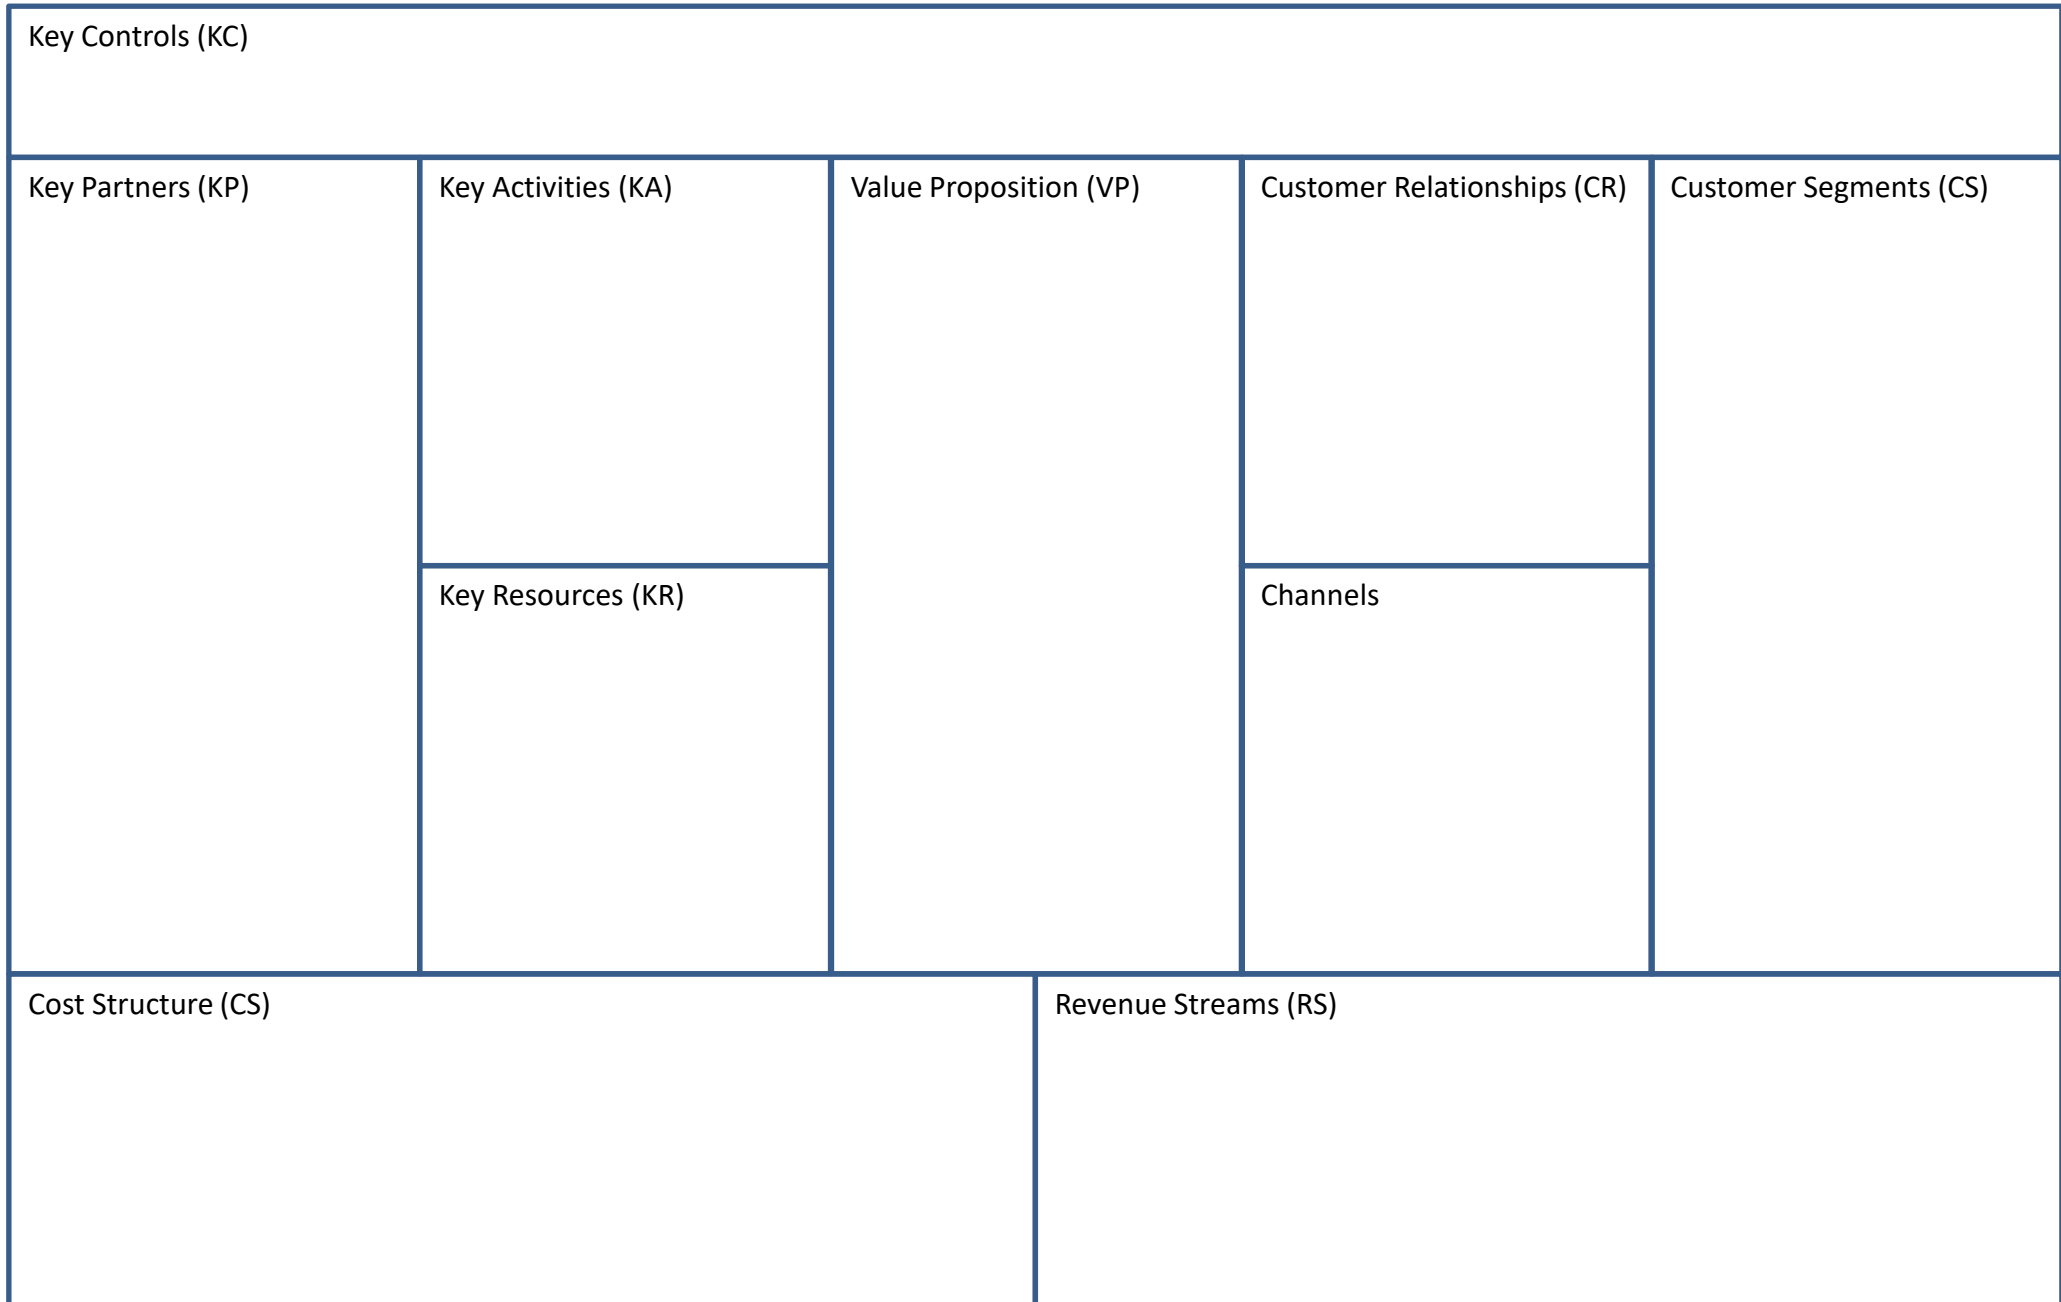 Key Controls (KC)
Key Partners (KP)
Key Activities (KA)
Value Proposition (VP)
Customer Relationships (CR)
Customer Segments (CS)
Key Resources (KR)
Channels
Cost Structure (CS)
Revenue Streams (RS)